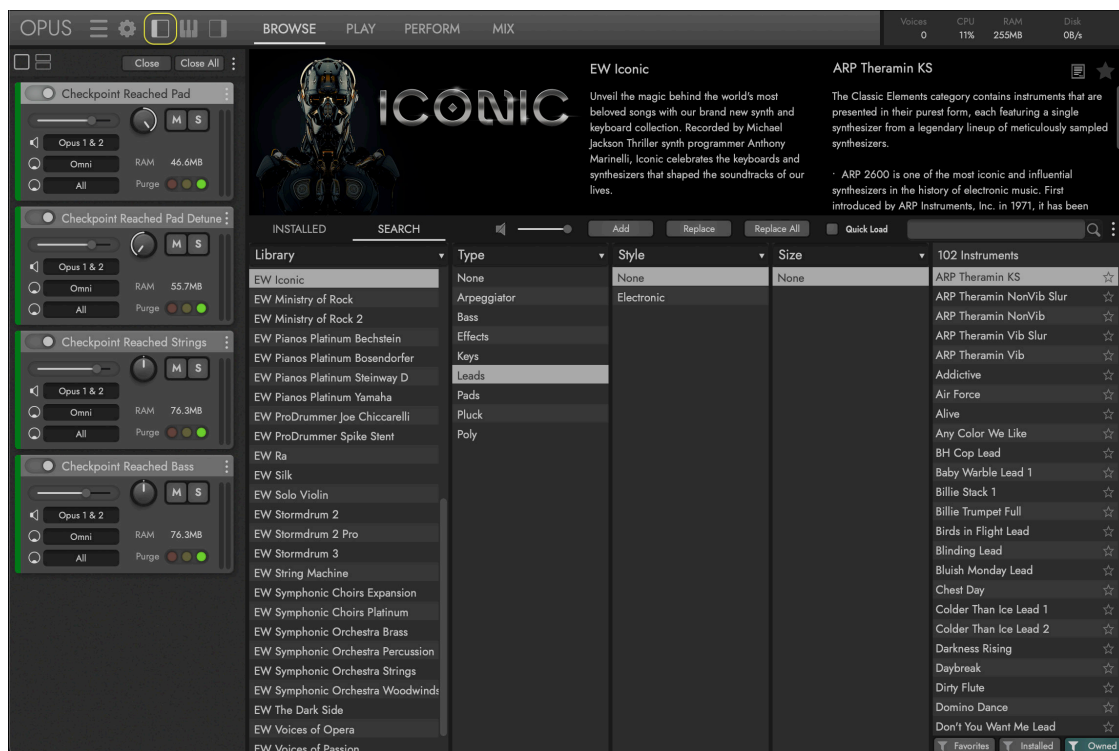 OPUS
BROWSE PLAY PERFORM MIX
Voices CPU RAM Disk
0 11% 255MB 0B/s
Close Close All
Checkpoint Reached Pad
M S
Opus 1 & 2
Omni RAM 46.6MB
All Purge
Checkpoint Reached Pad Detune
M S
Opus 1 & 2
Omni RAM 55.7MB
All Purge
Checkpoint Reached Strings
M S
Opus 1 & 2
Omni RAM 76.3MB
All Purge
Checkpoint Reached Bass
M S
Opus 1 & 2
Omni RAM 76.3MB
All Purge
ICONIC
EW Iconic
Unveil the magic behind the world's most
beloved songs with our brand new synth and
keyboard collection. Recorded by Michael
Jackson Thriller synth programmer Anthony
Marinelli, Iconic celebrates the keyboards and
synthesizers that shaped the soundtracks of our
lives.
ARP Theramin KS
The Classic Elements category contains instruments that are
presented in their purest form, each featuring a single
synthesizer from a legendary lineup of meticulously sampled
synthesizers.
· ARP 2600 is one of the most iconic and influential
synthesizers in the history of electronic music. First
introduced by ARP Instruments, Inc. in 1971, it has been
INSTALLED SEARCH
Add Replace Replace All Quick Load
Library
EW Iconic
EW Ministry of Rock
EW Ministry of Rock 2
EW Pianos Platinum Bechstein
EW Pianos Platinum Bosendorfer
EW Pianos Platinum Steinway D
EW Pianos Platinum Yamaha
EW ProDrummer Joe Chiccarelli
EW ProDrummer Spike Stent
EW Ra
EW Silk
EW Solo Violin
EW Stormdrum 2
EW Stormdrum 2 Pro
EW Stormdrum 3
EW String Machine
EW Symphonic Choirs Expansion
EW Symphonic Choirs Platinum
EW Symphonic Orchestra Brass
EW Symphonic Orchestra Percussion
EW Symphonic Orchestra Strings
EW Symphonic Orchestra Woodwinds
EW The Dark Side
EW Voices of Opera
EW Voices of Passion
Type
None
Arpeggiator
Bass
Effects
Keys
Leads
Pads
Pluck
Poly
Style
None
Electronic
Size
None
102 Instruments
ARP Theramin KS
ARP Theramin NonVib Slur
ARP Theramin NonVib
ARP Theramin Vib Slur
ARP Theramin Vib
Addictive
Air Force
Alive
Any Color We Like
BH Cop Lead
Baby Warble Lead 1
Billie Stack 1
Billie Trumpet Full
Birds in Flight Lead
Blinding Lead
Bluish Monday Lead
Chest Day
Colder Than Ice Lead 1
Colder Than Ice Lead 2
Darkness Rising
Daybreak
Dirty Flute
Domino Dance
Don't You Want Me Lead
Favorites Installed Owned